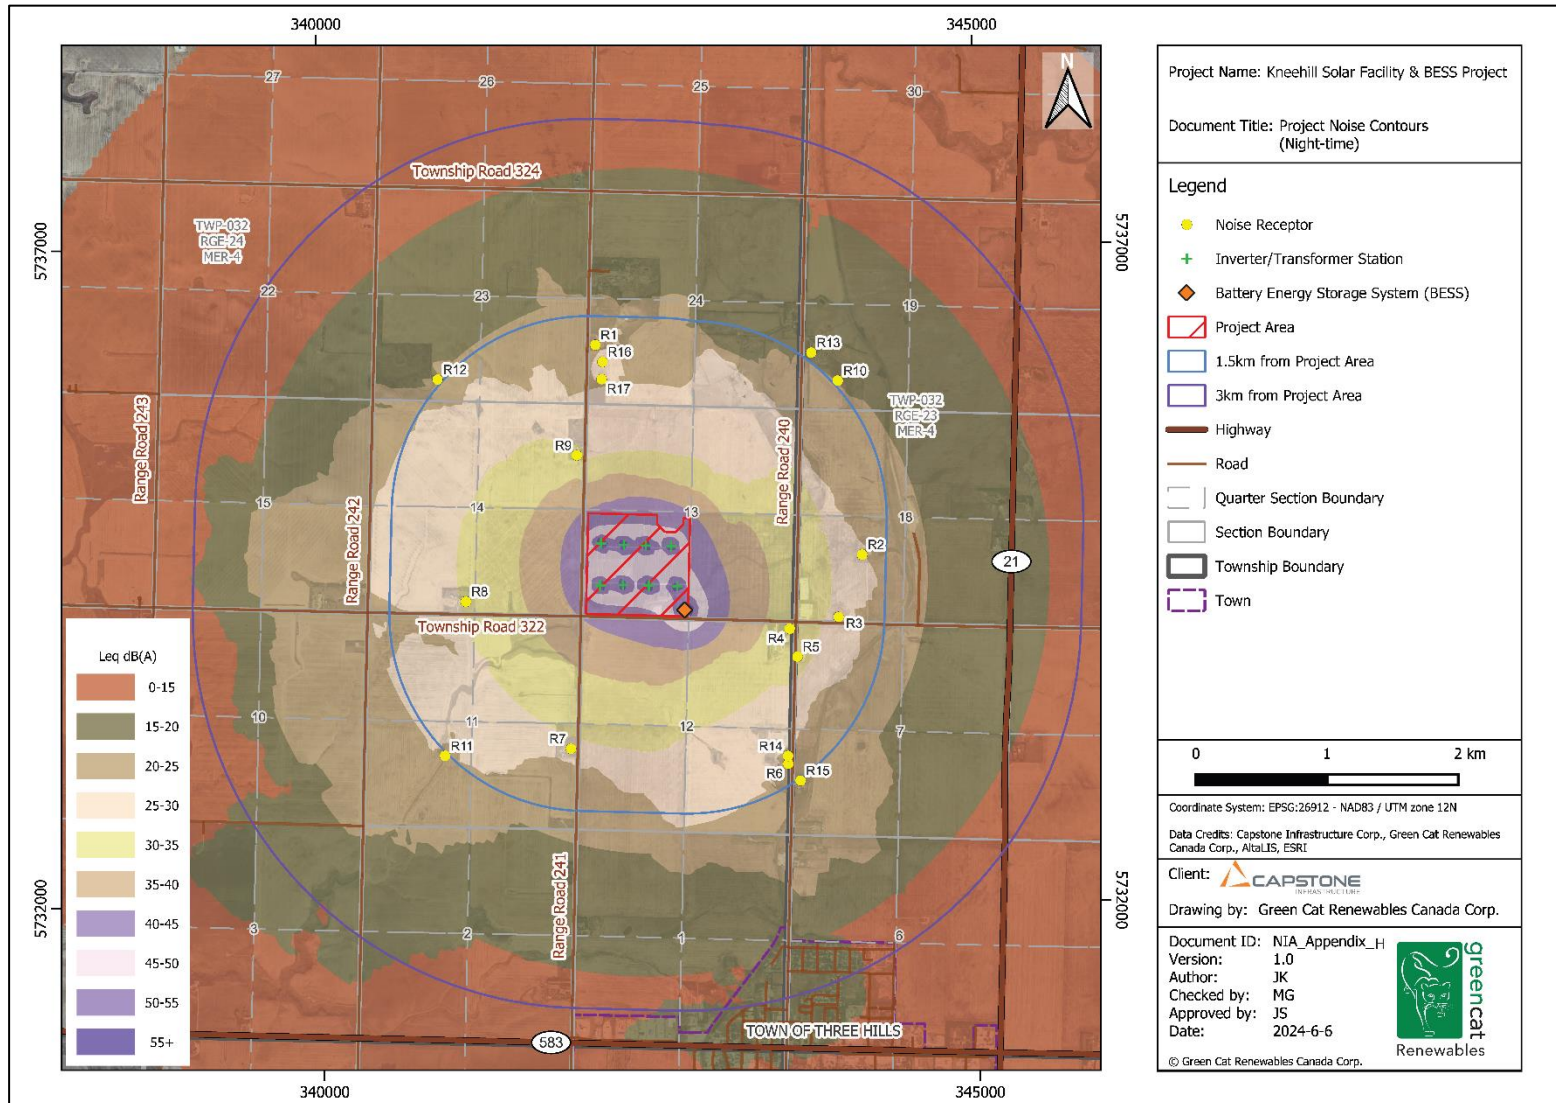 340000
345000
27
26
25
30
N
Township Road 324
TWP-032
RGE-24
MER-4
5737000
5737000
22
23
24
19
R1
R16
R17
R13
R10
R12
TWP-032
RGE-23
MER-4
Range Road 243
Range Road 240
R9
15
14
13
18
Range Road 242
R2
21
R8
Township Road 322
R3
R4
R5
10
11
12
7
R11
R7
R14
R6
R15
Range Road 241
5732000
5732000
3
2
1
6
TOWN OF THREE HILLS
583
340000
345000
Leq dB(A)
0-15
15-20
20-25
25-30
30-35
35-40
40-45
45-50
50-55
55+
Project Name: Kneehill Solar Facility & BESS Project
Document Title: Project Noise Contours
(Night-time)
Legend
Noise Receptor
Inverter/Transformer Station
Battery Energy Storage System (BESS)
Project Area
1.5km from Project Area
3km from Project Area
Highway
Road
Quarter Section Boundary
Section Boundary
Township Boundary
Town
0 1 2 km
Coordinate System: EPSG:26912 - NAD83 / UTM zone 12N
Data Credits: Capstone Infrastructure Corp., Green Cat Renewables
Canada Corp., AltaLIS, ESRI
Client: CAPSTONE
INFRASTRUCTURE
Drawing by: Green Cat Renewables Canada Corp.
Document ID: NIA_Appendix_H
Version: 1.0
Author: JK
Checked by: MG
Approved by: JS
Date: 2024-6-6
© Green Cat Renewables Canada Corp.
greencat
Renewables